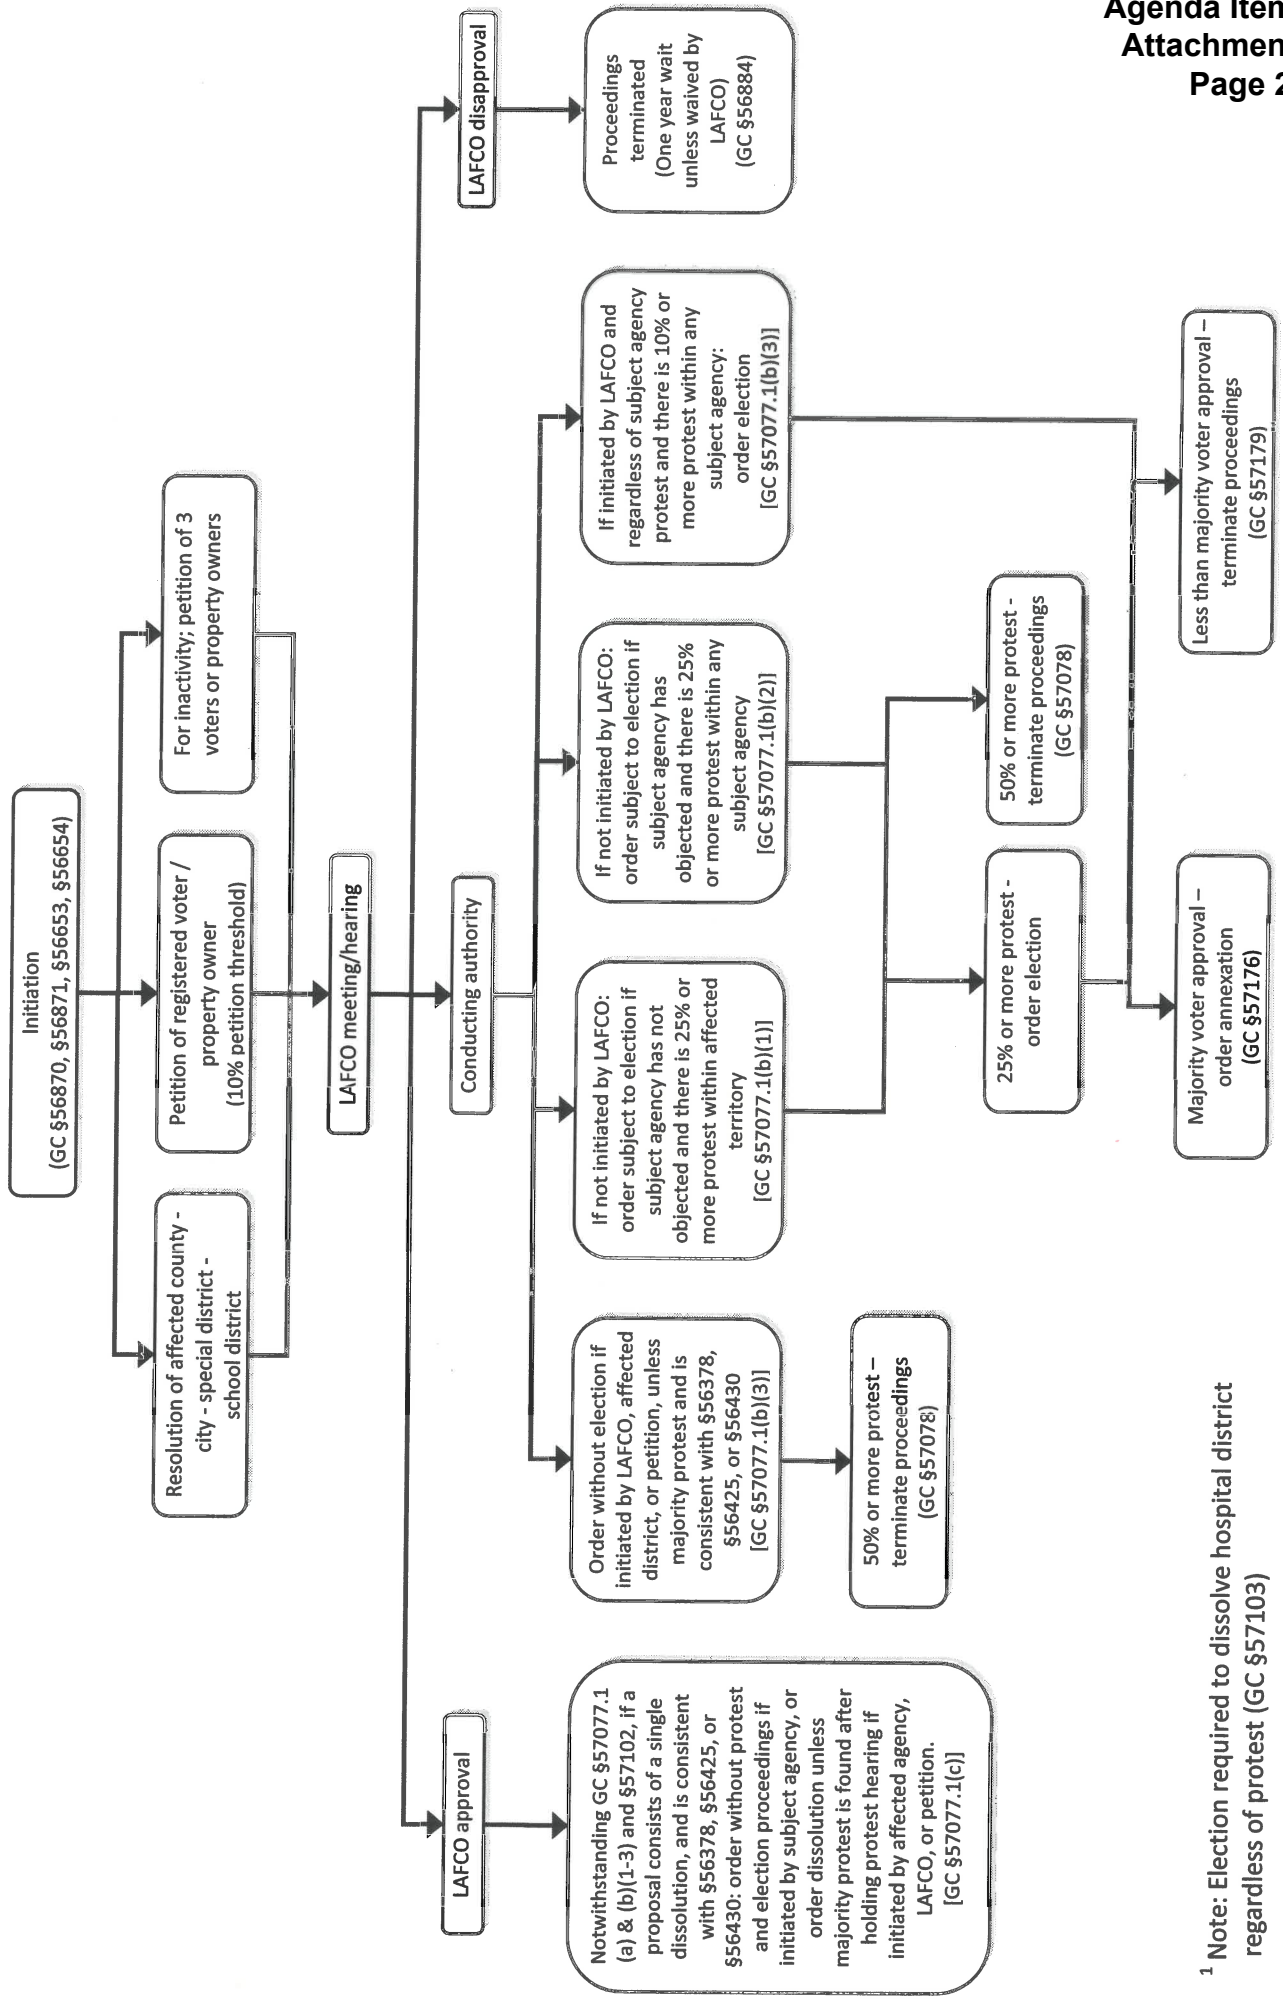 Agenda Item
Attachmen
Page 2
Initiation
(GC §56870, §56871, §56653, §56654)
Resolution of affected county -
city - special district -
school district
Petition of registered voter /
property owner
(10% petition threshold)
For inactivity; petition of 3
voters or property owners
LAFCO meeting/hearing
LAFCO approval
Conducting authority
LAFCO disapproval
Notwithstanding GC §57077.1
(a) & (b)(1-3) and §57102, if a
proposal consists of a single
dissolution, and is consistent
with §56378, §56425, or
§56430: order without protest
and election proceedings if
initiated by subject agency, or
order dissolution unless
majority protest is found after
holding protest hearing if
initiated by affected agency,
LAFCO, or petition.
[GC §57077.1(c)]
Order without election if
initiated by LAFCO, affected
district, or petition, unless
majority protest and is
consistent with §56378,
§56425, or §56430
[GC §57077.1(b)(3)]
If not initiated by LAFCO:
order subject to election if
subject agency has not
objected and there is 25% or
more protest within affected
territory
[GC §57077.1(b)(1)]
If not initiated by LAFCO:
order subject to election if
subject agency has
objected and there is 25%
or more protest within any
subject agency
[GC §57077.1(b)(2)]
If initiated by LAFCO and
regardless of subject agency
protest and there is 10% or
more protest within any
subject agency:
order election
[GC §57077.1(b)(3)]
Proceedings
terminated
(One year wait
unless waived by
LAFCO)
(GC §56884)
50% or more protest –
terminate proceedings
(GC §57078)
25% or more protest -
order election
50% or more protest -
terminate proceedings
(GC §57078)
Majority voter approval –
order annexation
(GC §57176)
Less than majority voter approval –
terminate proceedings
(GC §57179)
1 Note: Election required to dissolve hospital district
regardless of protest (GC §57103)